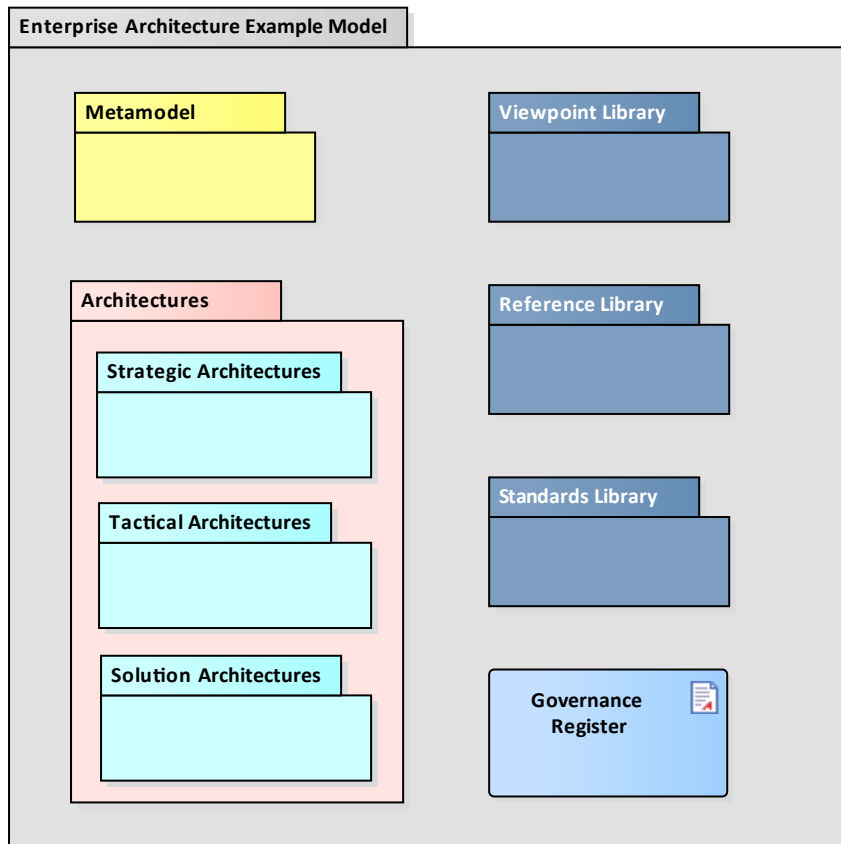 Enterprise Architecture Example Model
Metamodel
Viewpoint Library
Architectures
Reference Library
Strategic Architectures
Tactical Architectures
Standards Library
Solution Architectures
Governance
Register